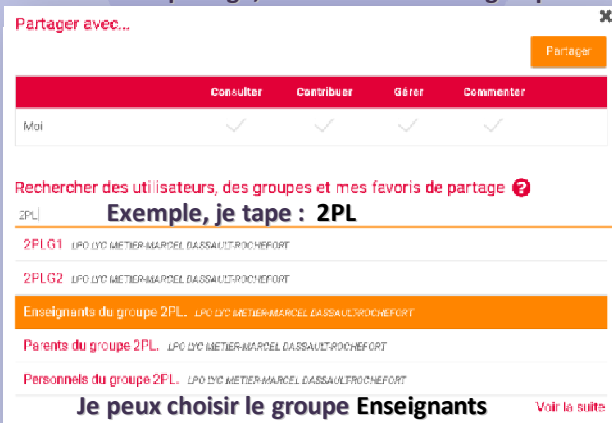 Partager avec...
Partager
Consulter Contribuer Gérer Commenter
Moi
Rechercher des utilisateurs, des groupes et mes favoris de partage ?
2PL Exemple, je tape : 2PL
2PLG1 LPO LYC METIER-MARCEL DASSAULT-ROCHEFORT
2PLG2 LPO LYC METIER-MARCEL DASSAULT-ROCHEFORT
Enseignants du groupe 2PL. LPO LYC METIER-MARCEL DASSAULT-ROCHEFORT
Parents du groupe 2PL. LPO LYC METIER-MARCEL DASSAULT-ROCHEFORT
Personnels du groupe 2PL. LPO LYC METIER-MARCEL DASSAULT-ROCHEFORT
Je peux choisir le groupe Enseignants Voir la suite